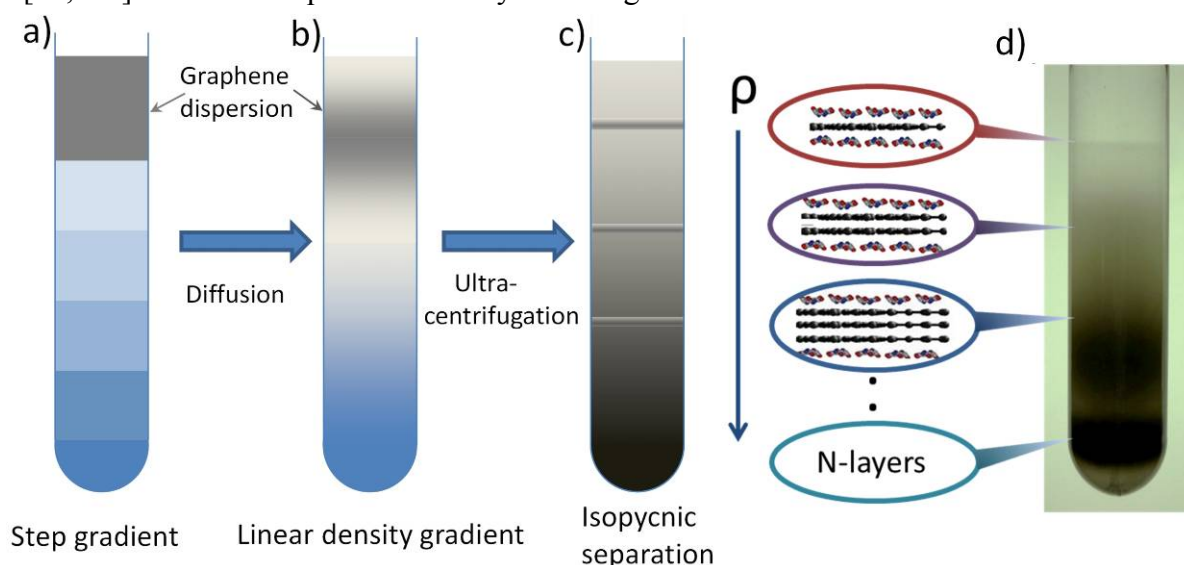 a)
b)
c)
d)
Graphene
dispersion
ρ
Diffusion
Ultra-
centrifugation
N-layers
Step gradient
Linear density gradient
Isopycnic
separation